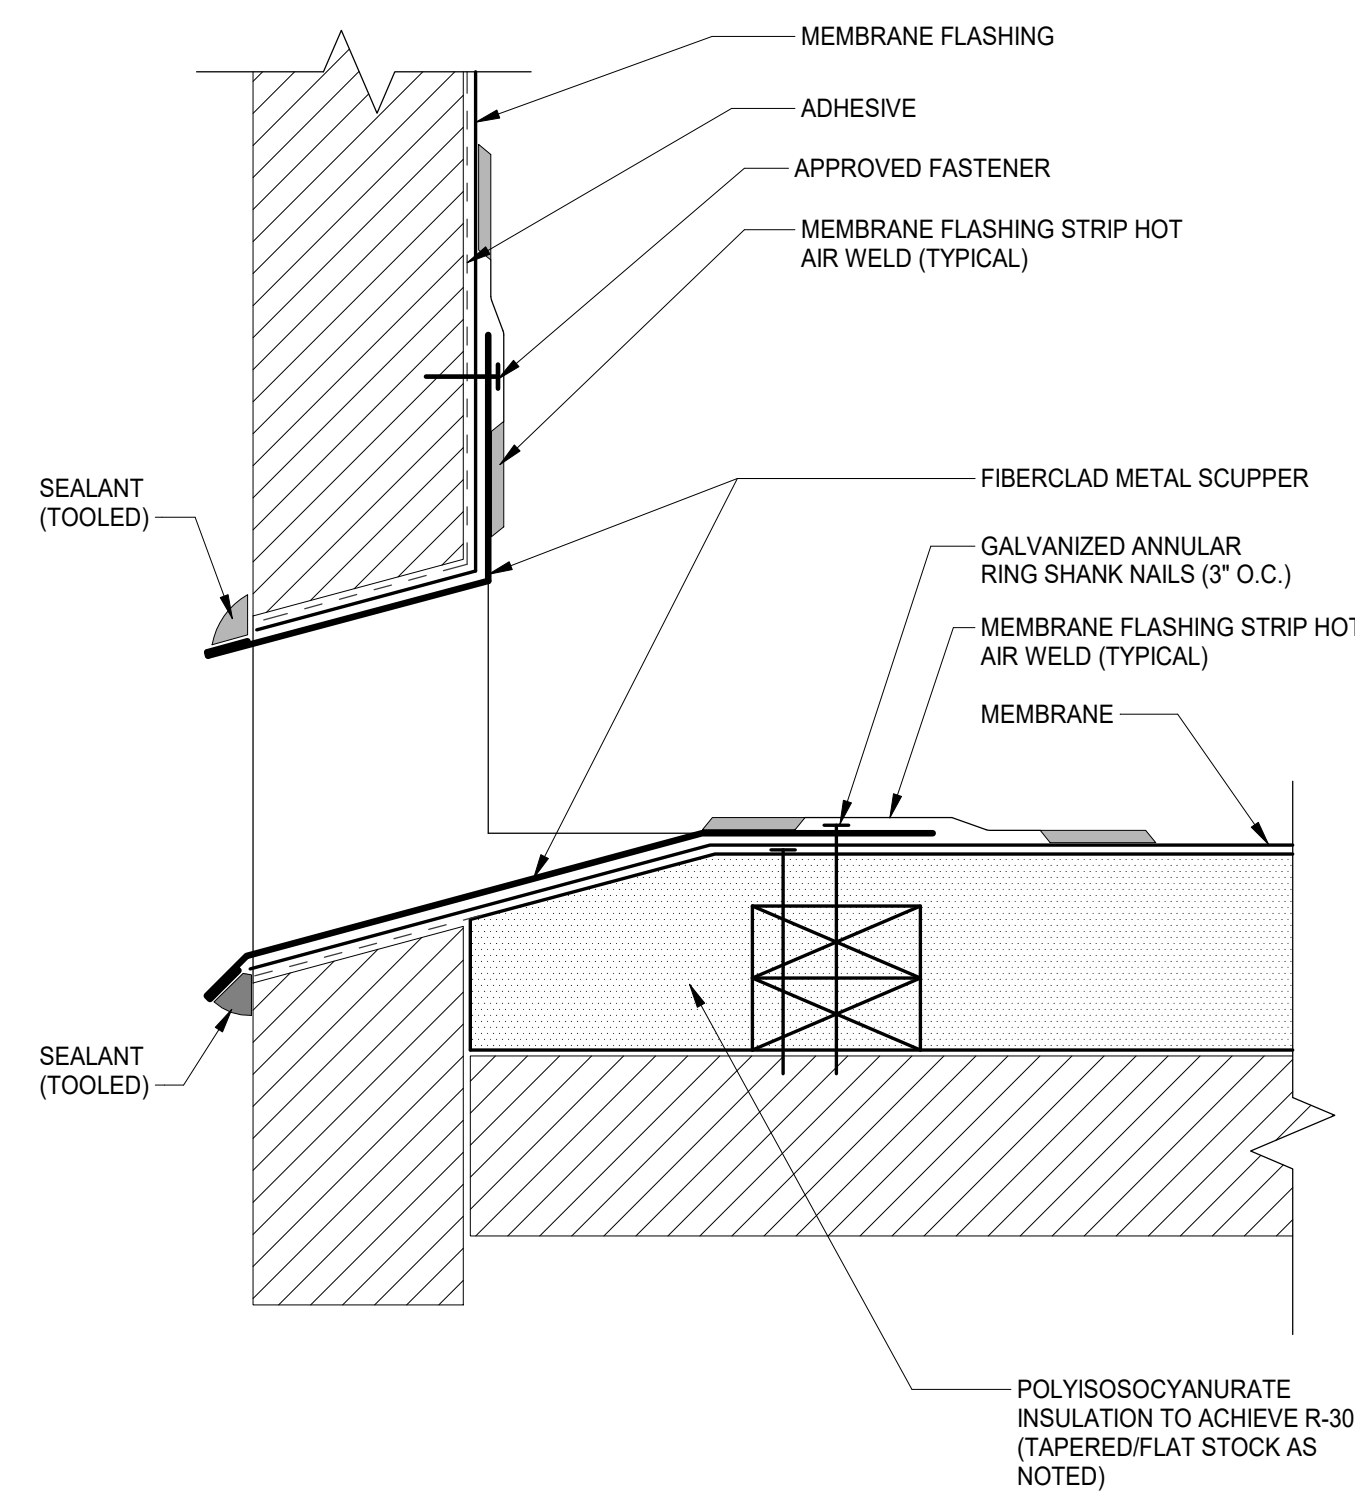 MEMBRANE FLASHING
ADHESIVE
APPROVED FASTENER
MEMBRANE FLASHING STRIP HOT
AIR WELD (TYPICAL)
SEALANT
(TOOLED)
FIBERCLAD METAL SCUPPER
GALVANIZED ANNULAR
RING SHANK NAILS (3" O.C.)
MEMBRANE FLASHING STRIP HOT
AIR WELD (TYPICAL)
MEMBRANE
SEALANT
(TOOLED)
POLYISOSOCYANURATE
INSULATION TO ACHIEVE R-30
(TAPERED/FLAT STOCK AS
NOTED)